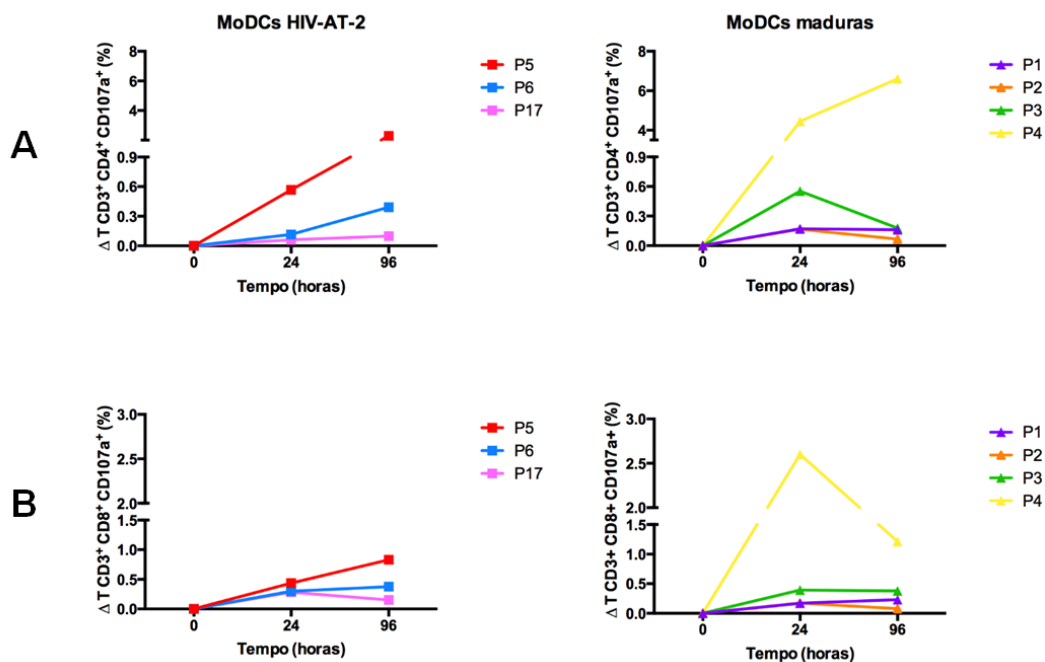 MoDCs HIV-AT-2
MoDCs maduras
A
Δ T CD3⁺ CD4⁺ CD107a⁺ (%)
8
6
4
0.9
0.6
0.3
0.0
0
24
96
Tempo (horas)
P5
P6
P17
Δ T CD3⁺ CD4⁺ CD107a⁺ (%)
8
6
4
0.9
0.6
0.3
0.0
0
24
96
Tempo (horas)
P1
P2
P3
P4
B
Δ T CD3⁺ CD8⁺ CD107a⁺ (%)
3.0
2.5
2.0
1.5
1.0
0.5
0.0
0
24
96
Tempo (horas)
P5
P6
P17
Δ T CD3+ CD8+ CD107a+ (%)
3.0
2.5
2.0
1.5
1.0
0.5
0.0
0
24
96
Tempo (horas)
P1
P2
P3
P4